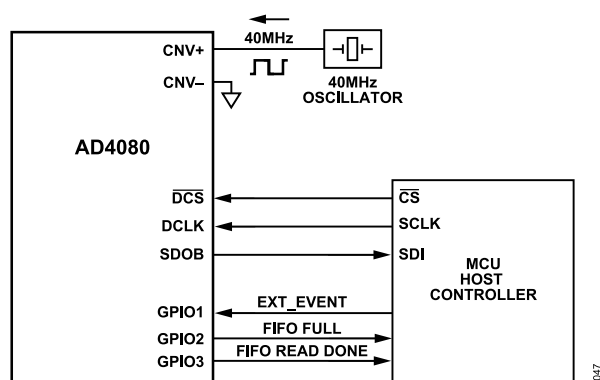 CNV+
40MHz
CNV–
40MHz
OSCILLATOR
AD4080
DCS
CS
DCLK
SCLK
SDOB
SDI
MCU
HOST
CONTROLLER
GPIO1
EXT_EVENT
GPIO2
FIFO FULL
GPIO3
FIFO READ DONE
047